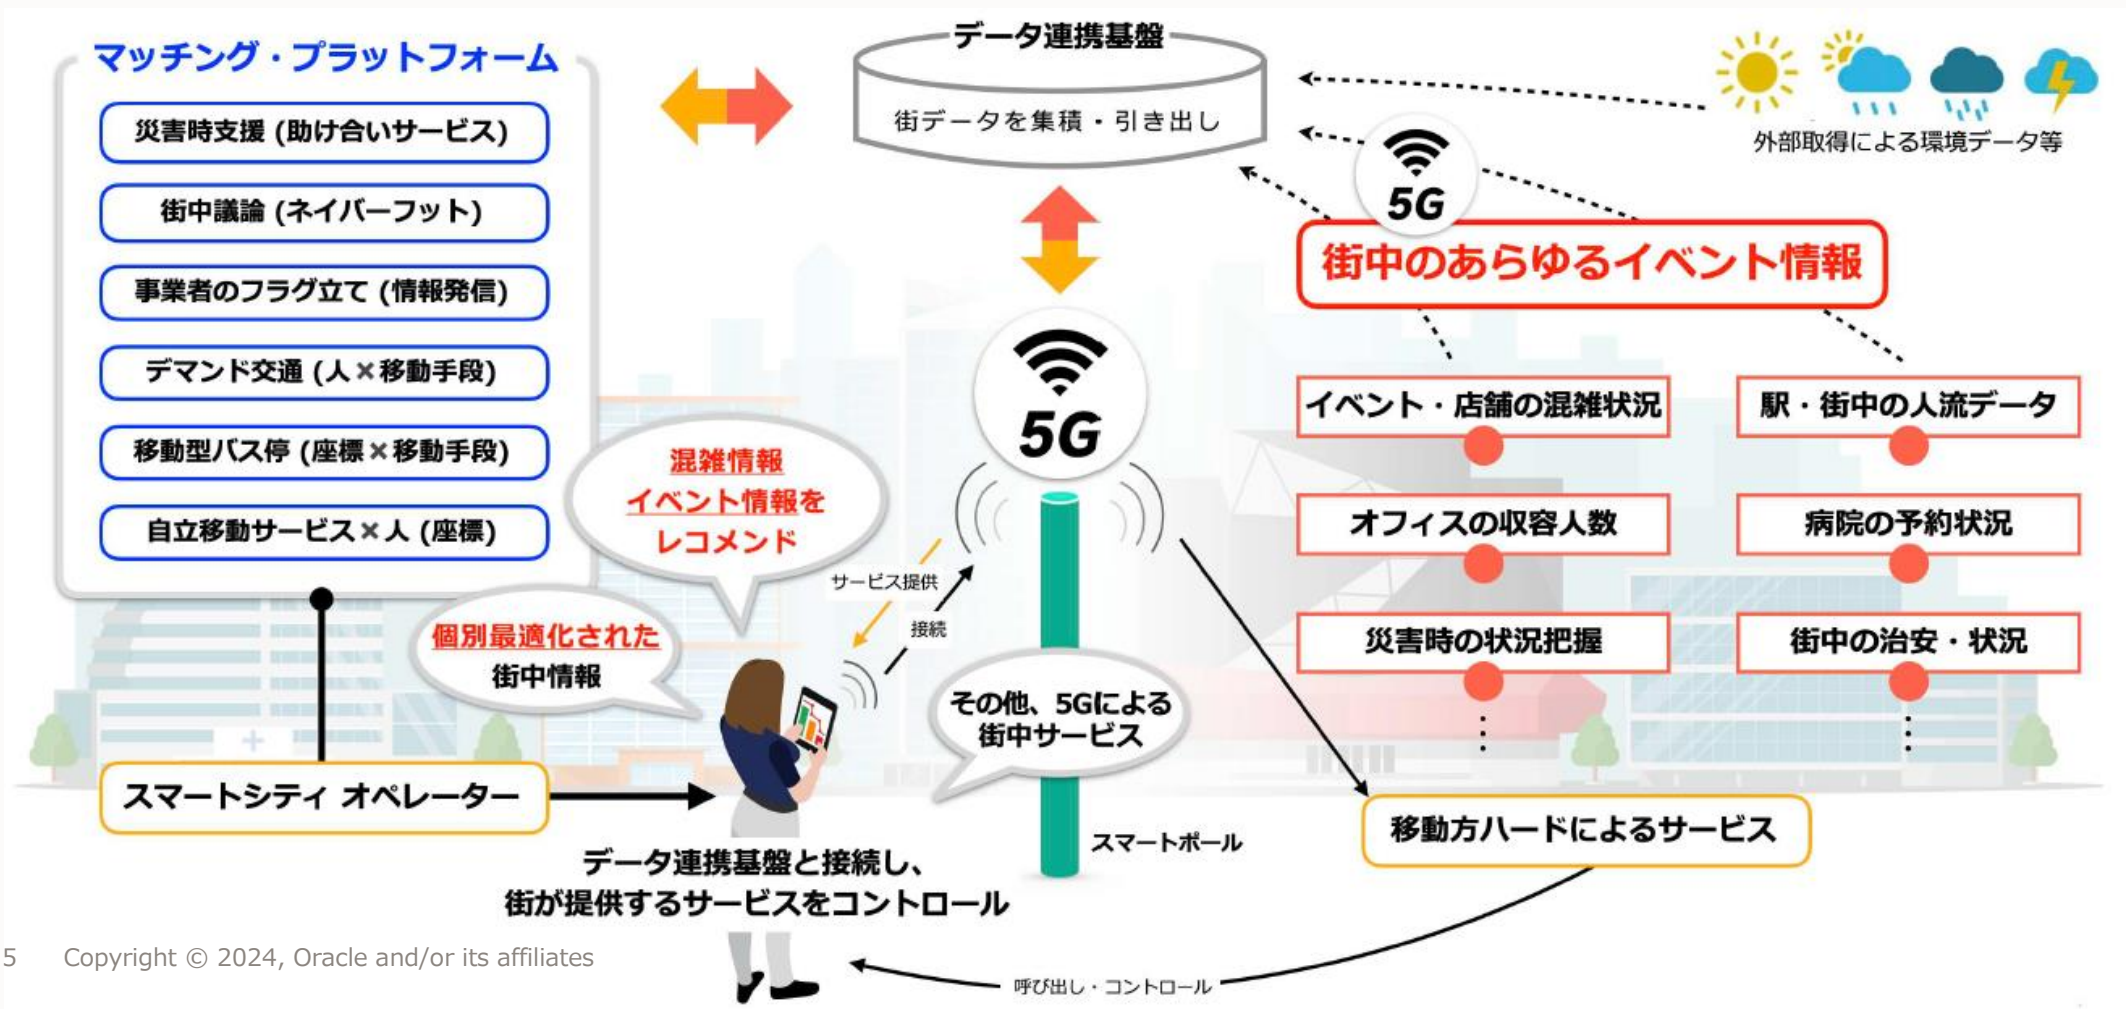 マッチング・プラットフォーム
災害時支援 (助け合いサービス)
街中議論 (ネイバーフット)
事業者のフラグ立て (情報発信)
デマンド交通 (人×移動手段)
移動型バス停 (座標×移動手段)
自立移動サービス×人 (座標)
スマートシティ オペレーター
データ連携基盤
街データを集積・引き出し
外部取得による環境データ等
5G
街中のあらゆるイベント情報
イベント・店舗の混雑状況
駅・街中の人流データ
オフィスの収容人数
病院の予約状況
災害時の状況把握
街中の治安・状況
5G
混雑情報
イベント情報を
レコメンド
個別最適化された
街中情報
サービス提供
接続
その他、5Gによる
街中サービス
スマートポール
移動方ハードによるサービス
データ連携基盤と接続し、
街が提供するサービスをコントロール
呼び出し・コントロール
5 Copyright © 2024, Oracle and/or its affiliates